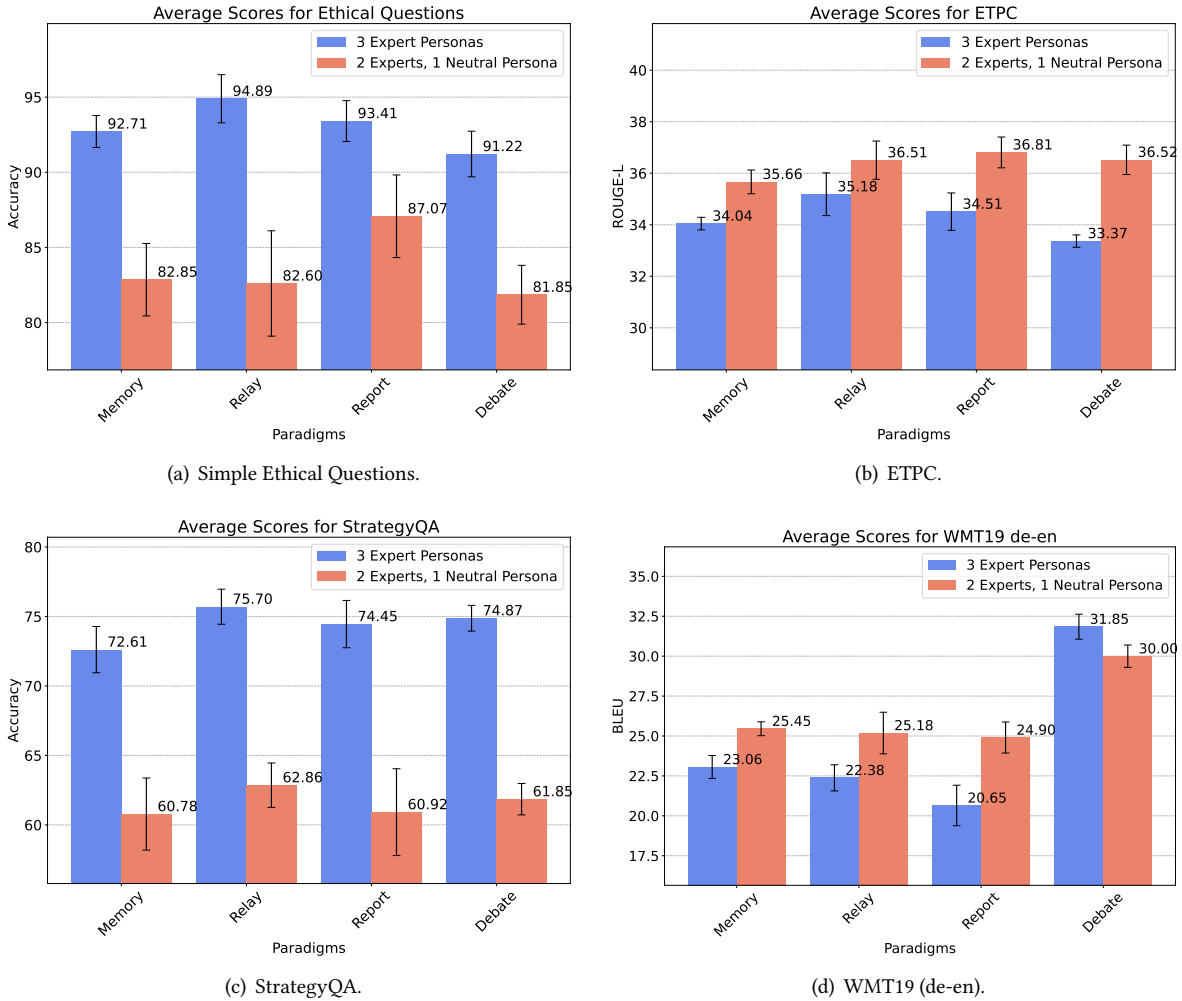 Average Scores for Ethical Questions
3 Expert Personas
2 Experts, 1 Neutral Persona
Accuracy
95
90
85
80
92.71
94.89
93.41
91.22
82.85
82.60
87.07
81.85
Memory
Relay
Report
Debate
Paradigms
(a) Simple Ethical Questions.
Average Scores for ETPC
3 Expert Personas
2 Experts, 1 Neutral Persona
ROUGE-L
40
38
36
34
32
30
34.04
35.66
35.18
36.51
34.51
36.81
33.37
36.52
Memory
Relay
Report
Debate
Paradigms
(b) ETPC.
Average Scores for StrategyQA
3 Expert Personas
2 Experts, 1 Neutral Persona
Accuracy
80
75
70
65
60
72.61
75.70
74.45
74.87
60.78
62.86
60.92
61.85
Memory
Relay
Report
Debate
Paradigms
(c) StrategyQA.
Average Scores for WMT19 de-en
3 Expert Personas
2 Experts, 1 Neutral Persona
BLEU
35.0
32.5
30.0
27.5
25.0
22.5
20.0
17.5
23.06
25.45
22.38
25.18
20.65
24.90
31.85
30.00
Memory
Relay
Report
Debate
Paradigms
(d) WMT19 (de-en).